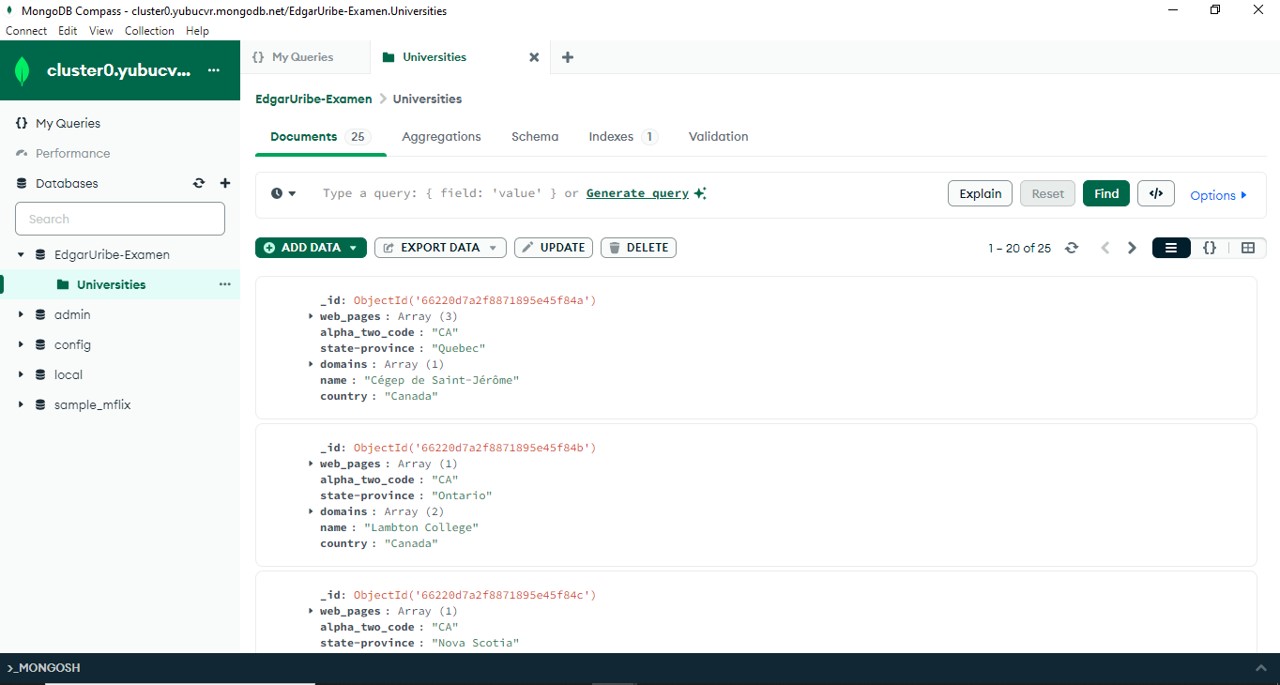 MongoDB Compass - cluster0.yubucvr.mongodb.net/EdgarUribe-Examen.Universities
Connect Edit View Collection Help
cluster0.yubucv... ...
{} My Queries
Universities
EdgarUribe-Examen > Universities
{} My Queries
Performance
Databases
Search
EdgarUribe-Examen
Universities ...
admin
config
local
sample_mflix
Documents 25 Aggregations Schema Indexes 1 Validation
Type a query: { field: 'value' } or Generate query
Explain Reset Find </> Options
ADD DATA EXPORT DATA UPDATE DELETE
1 – 20 of 25 {}
_id: ObjectId('66220d7a2f8871895e45f84a')
web_pages : Array (3)
alpha_two_code : "CA"
state-province : "Quebec"
domains : Array (1)
name : "Cégep de Saint-Jérôme"
country : "Canada"
_id: ObjectId('66220d7a2f8871895e45f84b')
web_pages : Array (1)
alpha_two_code : "CA"
state-province : "Ontario"
domains : Array (2)
name : "Lambton College"
country : "Canada"
_id: ObjectId('66220d7a2f8871895e45f84c')
web_pages : Array (1)
alpha_two_code : "CA"
state-province : "Nova Scotia"
>_MONGOSH